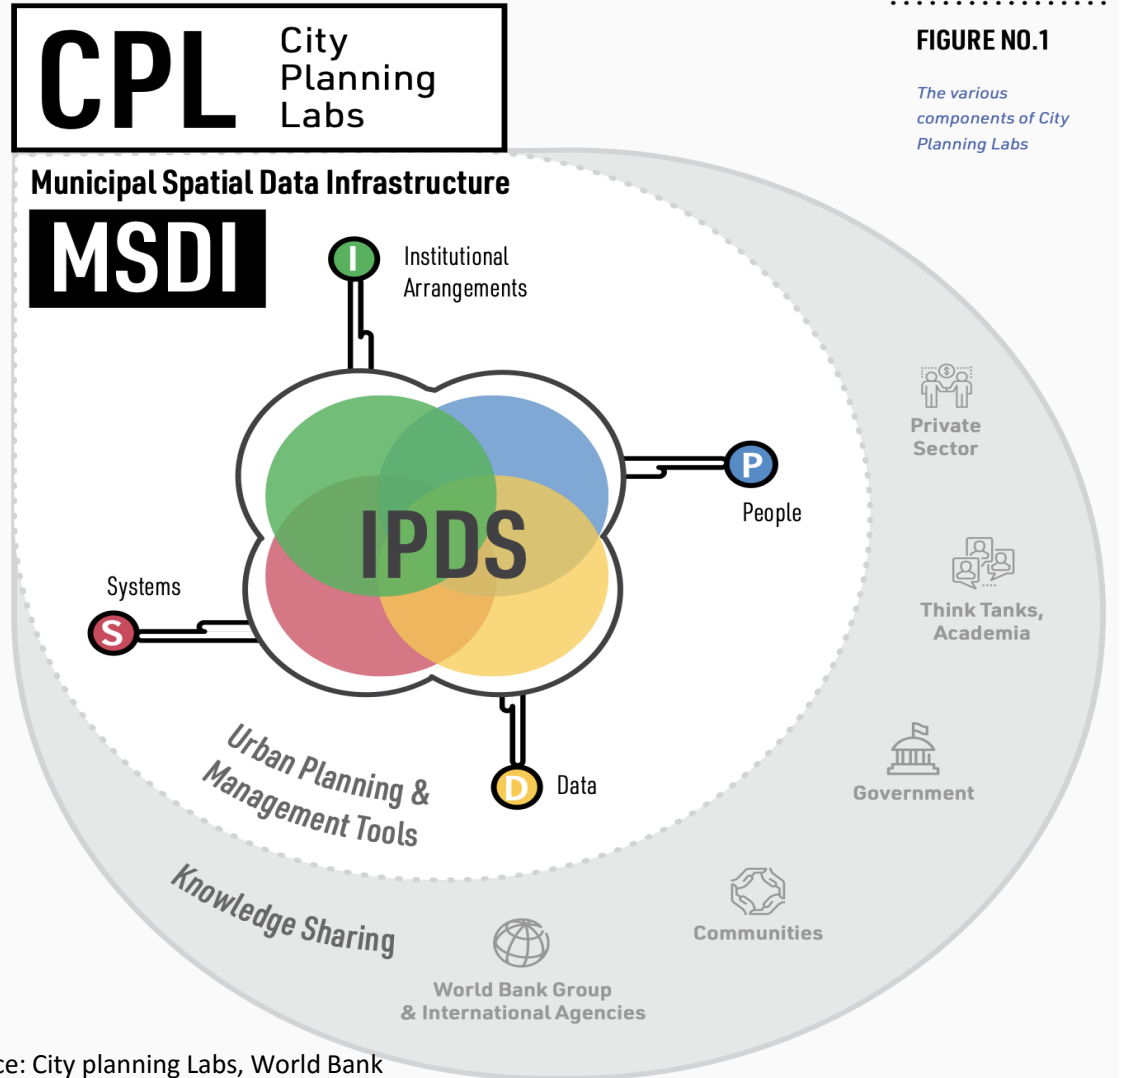 CPL
City
Planning
Labs
FIGURE NO.1
The various
components of City
Planning Labs
Municipal Spatial Data Infrastructure
MSDI
I
Institutional
Arrangements
$
Private
Sector
P
People
IPDS
Think Tanks,
Academia
Systems
S
Urban Planning &
Management Tools
D
Data
Government
Knowledge Sharing
Communities
World Bank Group
& International Agencies
ce: City planning Labs, World Bank